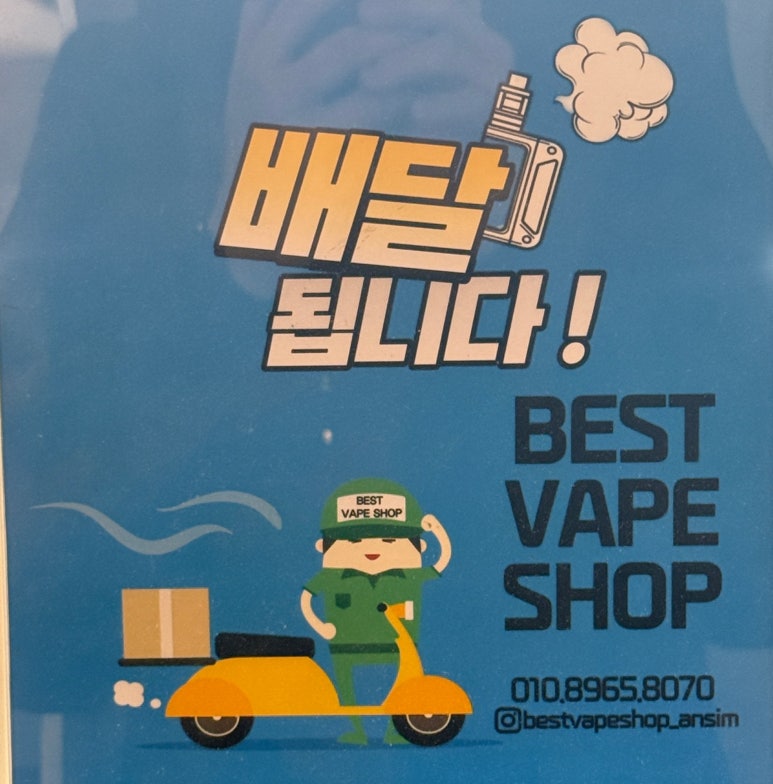 배달
됩니다!
BEST
VAPE
SHOP
BEST
VAPE SHOP
010.8965.8070
bestvapeshop_ansim